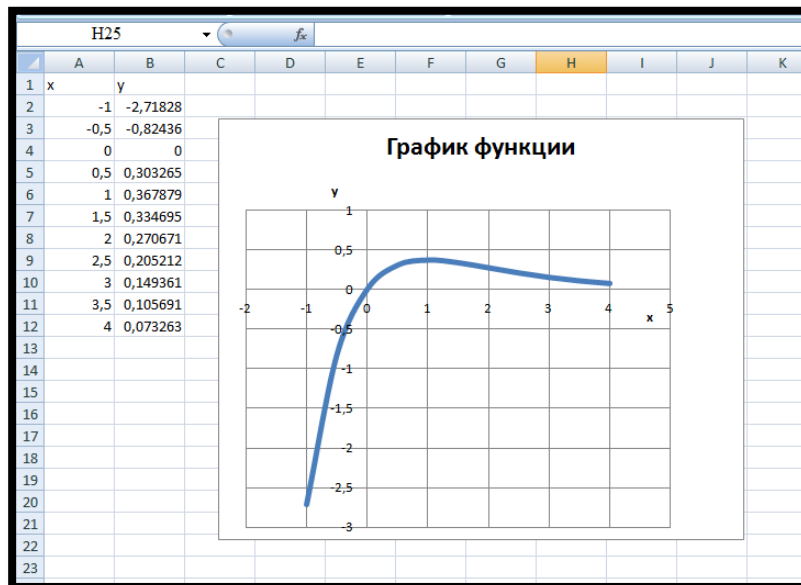 H25 fx
A B C D E F G H I J K
1 x y
2 -1 -2,71828
3 -0,5 -0,82436
4 0 0
5 0,5 0,303265
6 1 0,367879
7 1,5 0,334695
8 2 0,270671
9 2,5 0,205212
10 3 0,149361
11 3,5 0,105691
12 4 0,073263
13
14
15
16
17
18
19
20
21
22
23
График функции
y
1
0,5
0
-2 -1 0 1 2 3 4 5
x
-0,5
-1
-1,5
-2
-2,5
-3